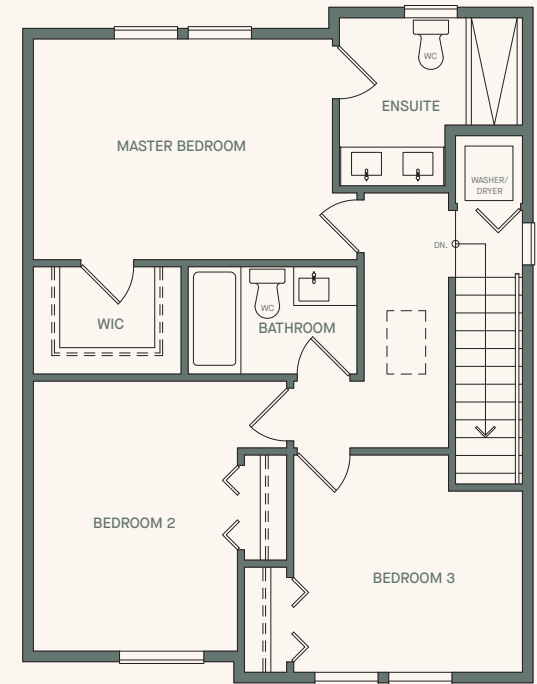 WC
ENSUITE
MASTER BEDROOM
WASHER/
DRYER
DN.
WIC
WC
BATHROOM
BEDROOM 2
BEDROOM 3